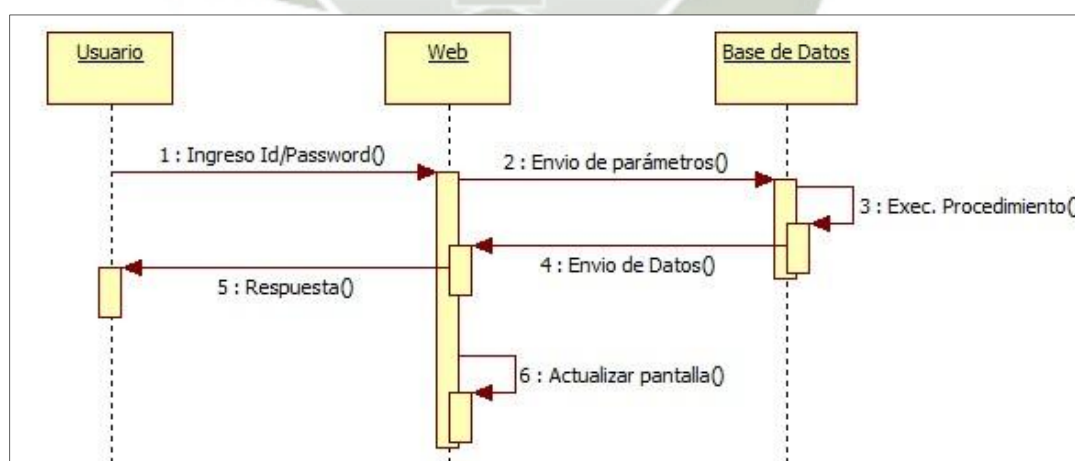 Usuario
Web
Base de Datos
1 : Ingreso Id/Password()
2 : Envio de parámetros()
3 : Exec. Procedimiento()
4 : Envio de Datos()
5 : Respuesta()
6 : Actualizar pantalla()